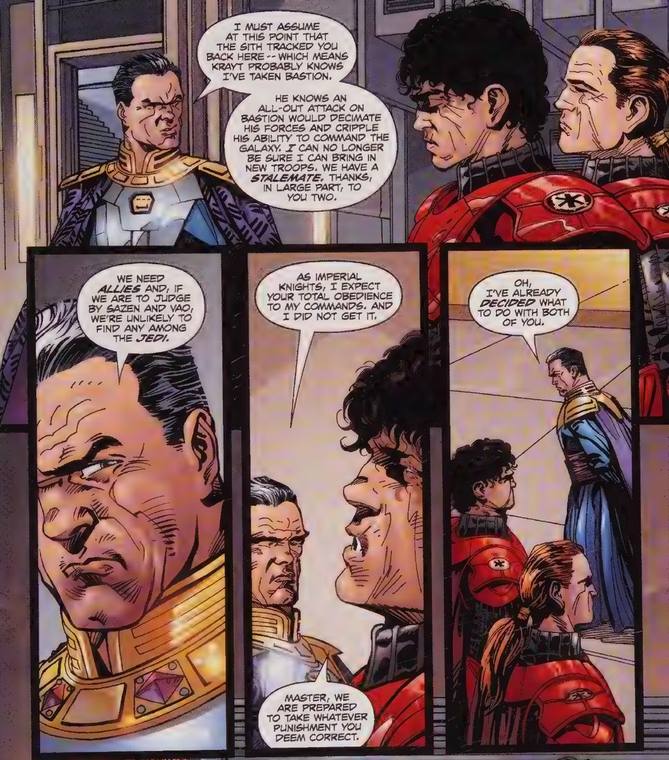 I MUST ASSUME
AT THIS POINT THAT
THE SITH TRACKED YOU
BACK HERE -- WHICH MEANS
KRAYT PROBABLY KNOWS
I'VE TAKEN BASTION.
HE KNOWS AN
ALL-OUT ATTACK ON
BASTION WOULD DECIMATE
HIS FORCES AND CRIPPLE
HIS ABILITY TO COMMAND THE
GALAXY. I CAN NO LONGER
BE SURE I CAN BRING IN
NEW TROOPS. WE HAVE A
STALEMATE, THANKS,
IN LARGE PART, TO
YOU TWO.
WE NEED
ALLIES AND, IF
WE ARE TO JUDGE
BY SAZEN AND VAO,
WE'RE UNLIKELY TO
FIND ANY AMONG
THE JEDI.
AS IMPERIAL
KNIGHTS, I EXPECT
YOUR TOTAL OBEDIENCE
TO MY COMMANDS. AND
I DID NOT GET IT.
MASTER, WE
ARE PREPARED
TO TAKE WHATEVER
PUNISHMENT YOU
DEEM CORRECT.
OH,
I'VE ALREADY
DECIDED WHAT
TO DO WITH BOTH
OF YOU.